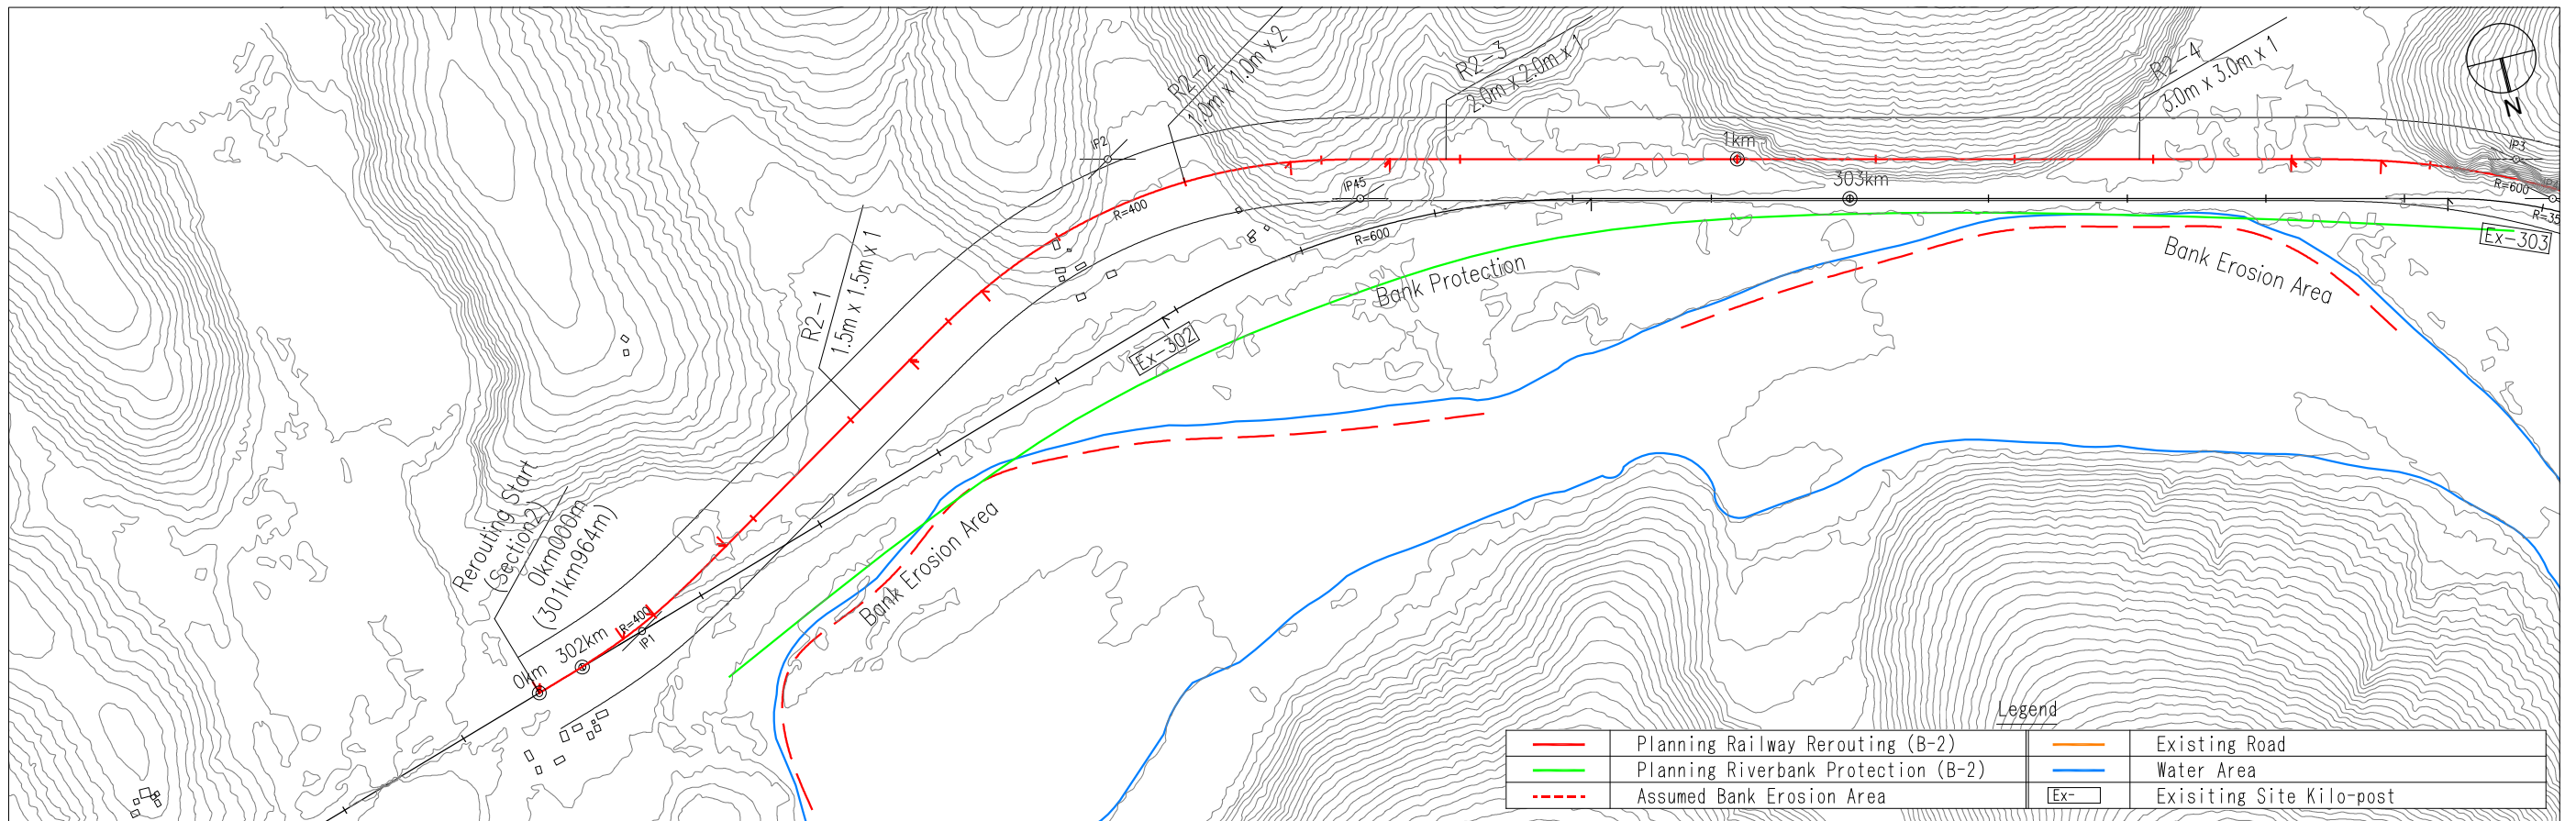 R2-2
1.0m x 1.0m x 2
R2-3
2.0m x 2.0m x 1
R2-4
3.0m x 3.0m x 1
N
IP2
IP45
1km
303km
IP3
R=600
R=35
Ex-303
R=400
R=600
R2-1
1.5m x 1.5m x 1
Bank Protection
Bank Erosion Area
Ex-302
Rerouting Start
(Section2)
0km000m
(301km964m)
Bank Erosion Area
R=400
IP1
302km
0km
Legend
Planning Railway Rerouting (B-2)
Existing Road
Planning Riverbank Protection (B-2)
Water Area
Assumed Bank Erosion Area
Ex-
Exisiting Site Kilo-post